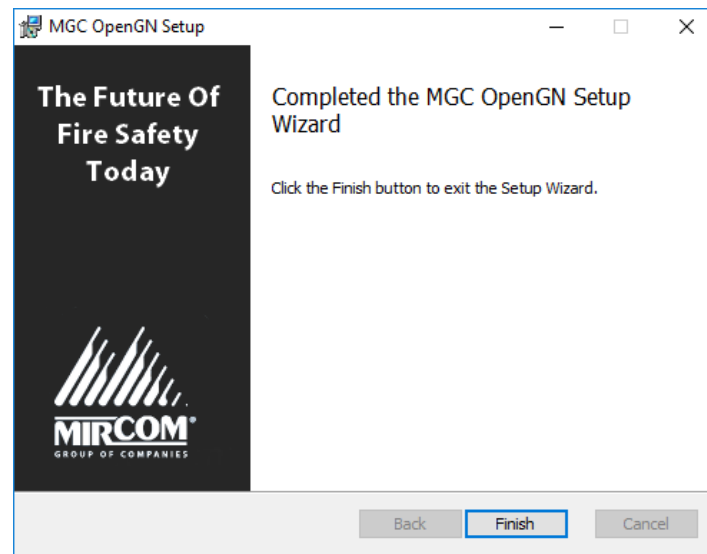 MGC OpenGN Setup
The Future Of
Fire Safety
Today
Completed the MGC OpenGN Setup
Wizard
Click the Finish button to exit the Setup Wizard.
MIRCOM®
GROUP OF COMPANIES
Back
Finish
Cancel